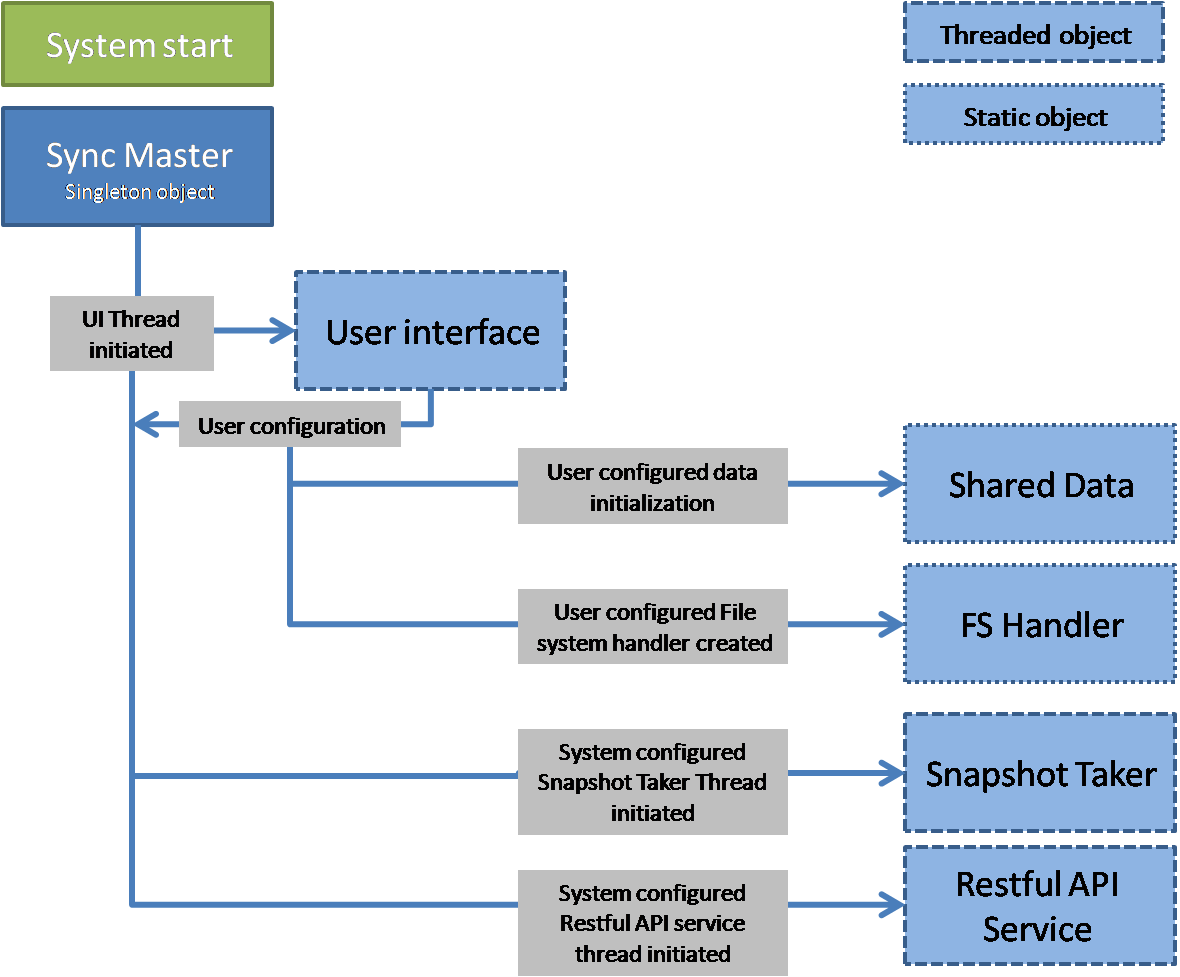 System start
Threaded object
Static object
Sync Master
Singleton object
UI Thread
initiated
User interface
User configuration
User configured data
initialization
Shared Data
User configured File
system handler created
FS Handler
System configured
Snapshot Taker Thread
initiated
Snapshot Taker
System configured
Restful API service
thread initiated
Restful API
Service